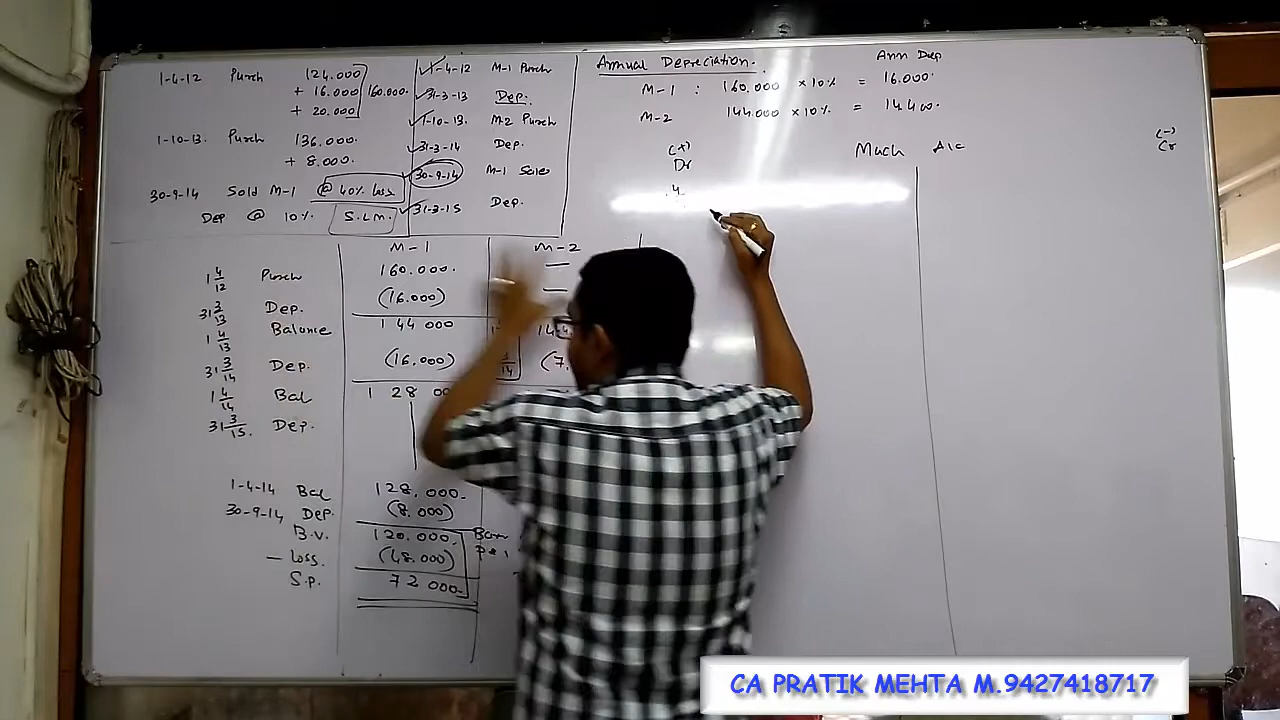 1-4-12 Purch 124.000
+ 16.000 160.000.
+ 20.000
1-10-13. Purch 136.000.
+ 8.000.
30-9-14 Sold M-1 @ 40% loss
Dep @ 10% S.L.M.
1-4-12 M-1 Purch
31-3-13 Dep.
1-10-13. M2 Purch
31-3-14 Dep.
30-9-14 M-1 Sales
31-3-15 Dep.
Annual Depreciation. Ann Dep
M-1 : 160.000 x 10% = 16.000.
M-2 144.000 x 10% = 14400.
Mach A/c
(+)
Dr
(-)
Cr
M-1 M-2
1 4/12 Purch 160.000. —
31 3/13 Dep. (16.000) —
1 4/13 Balance 144 000
31 3/14 Dep. (16.000) (7.
1 4/14 Bal 1 28 00
31 3/15. Dep.
1-4-14 Bal 128.000-
30-9-14 Dep. (8.000)
B.V. 120.000.
- loss. (48.000)
S.P. 72 000-
CA PRATIK MEHTA M.9427418717